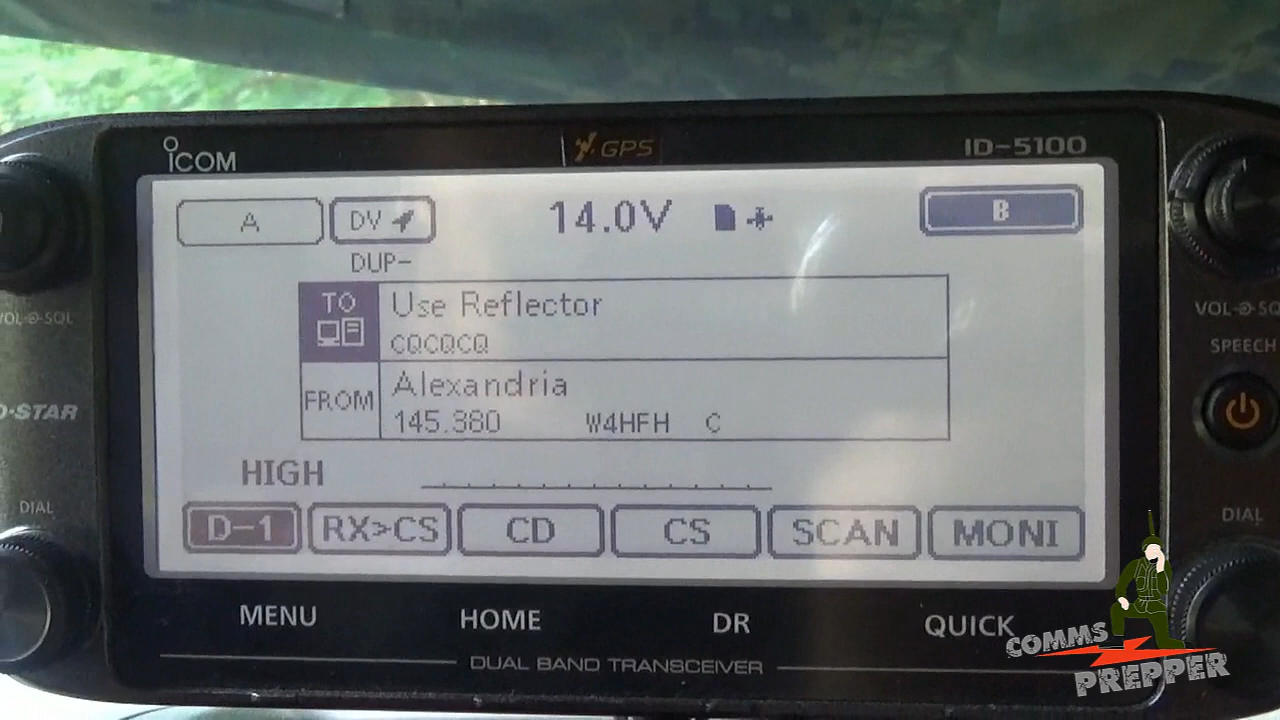 ICOM
GPS
ID-5100
A
DV
14.0V
B
DUP-
TO
Use Reflector
CQCQCQ
FROM
Alexandria
145.380 W4HFH C
HIGH
D-1 RX>CS CD CS SCAN MONI
VOL SQL
D-STAR
DIAL
VOL SQ
SPEECH
DIAL
MENU HOME DR QUICK
DUAL BAND TRANSCEIVER
COMMS
PREPPER